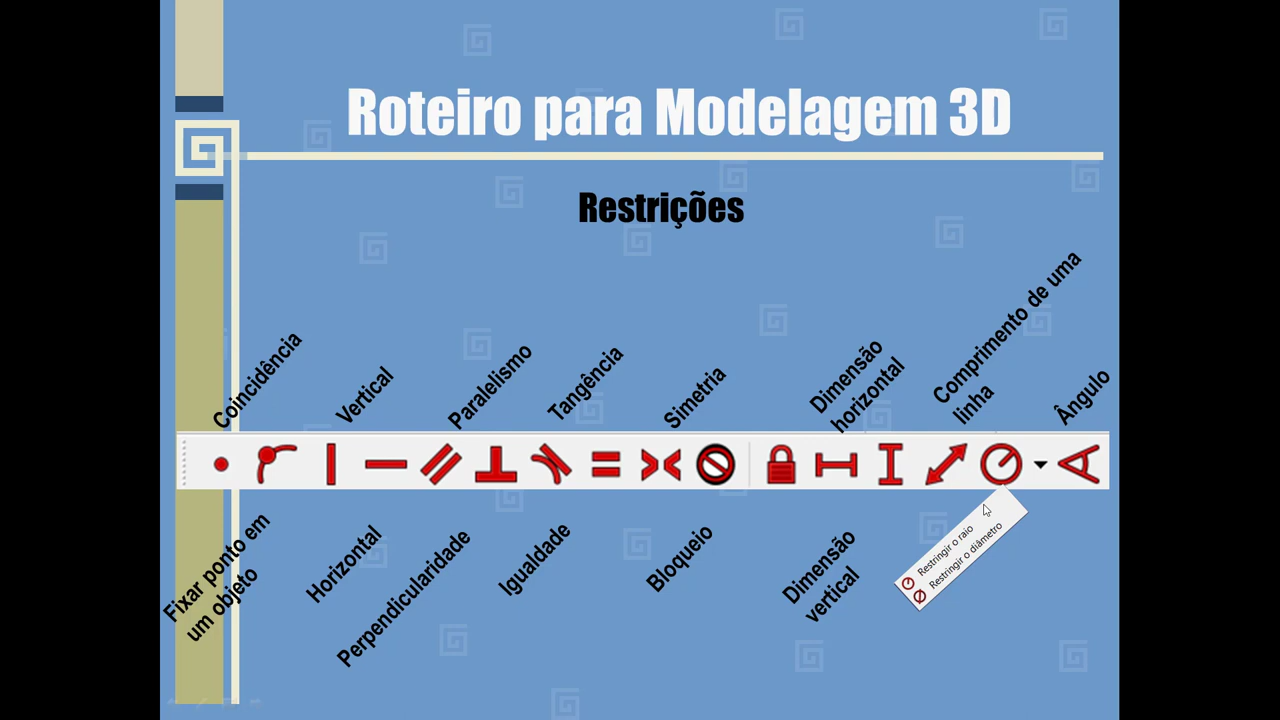 Roteiro para Modelagem 3D
Restrições
Coincidência
Vertical
Paralelismo
Tangência
Simetria
Dimensão
horizontal
Comprimento de uma
linha
Ângulo
Fixar ponto em
um objeto
Horizontal
Perpendicularidade
Igualdade
Bloqueio
Dimensão
vertical
Restringir o raio
Restringir o diâmetro